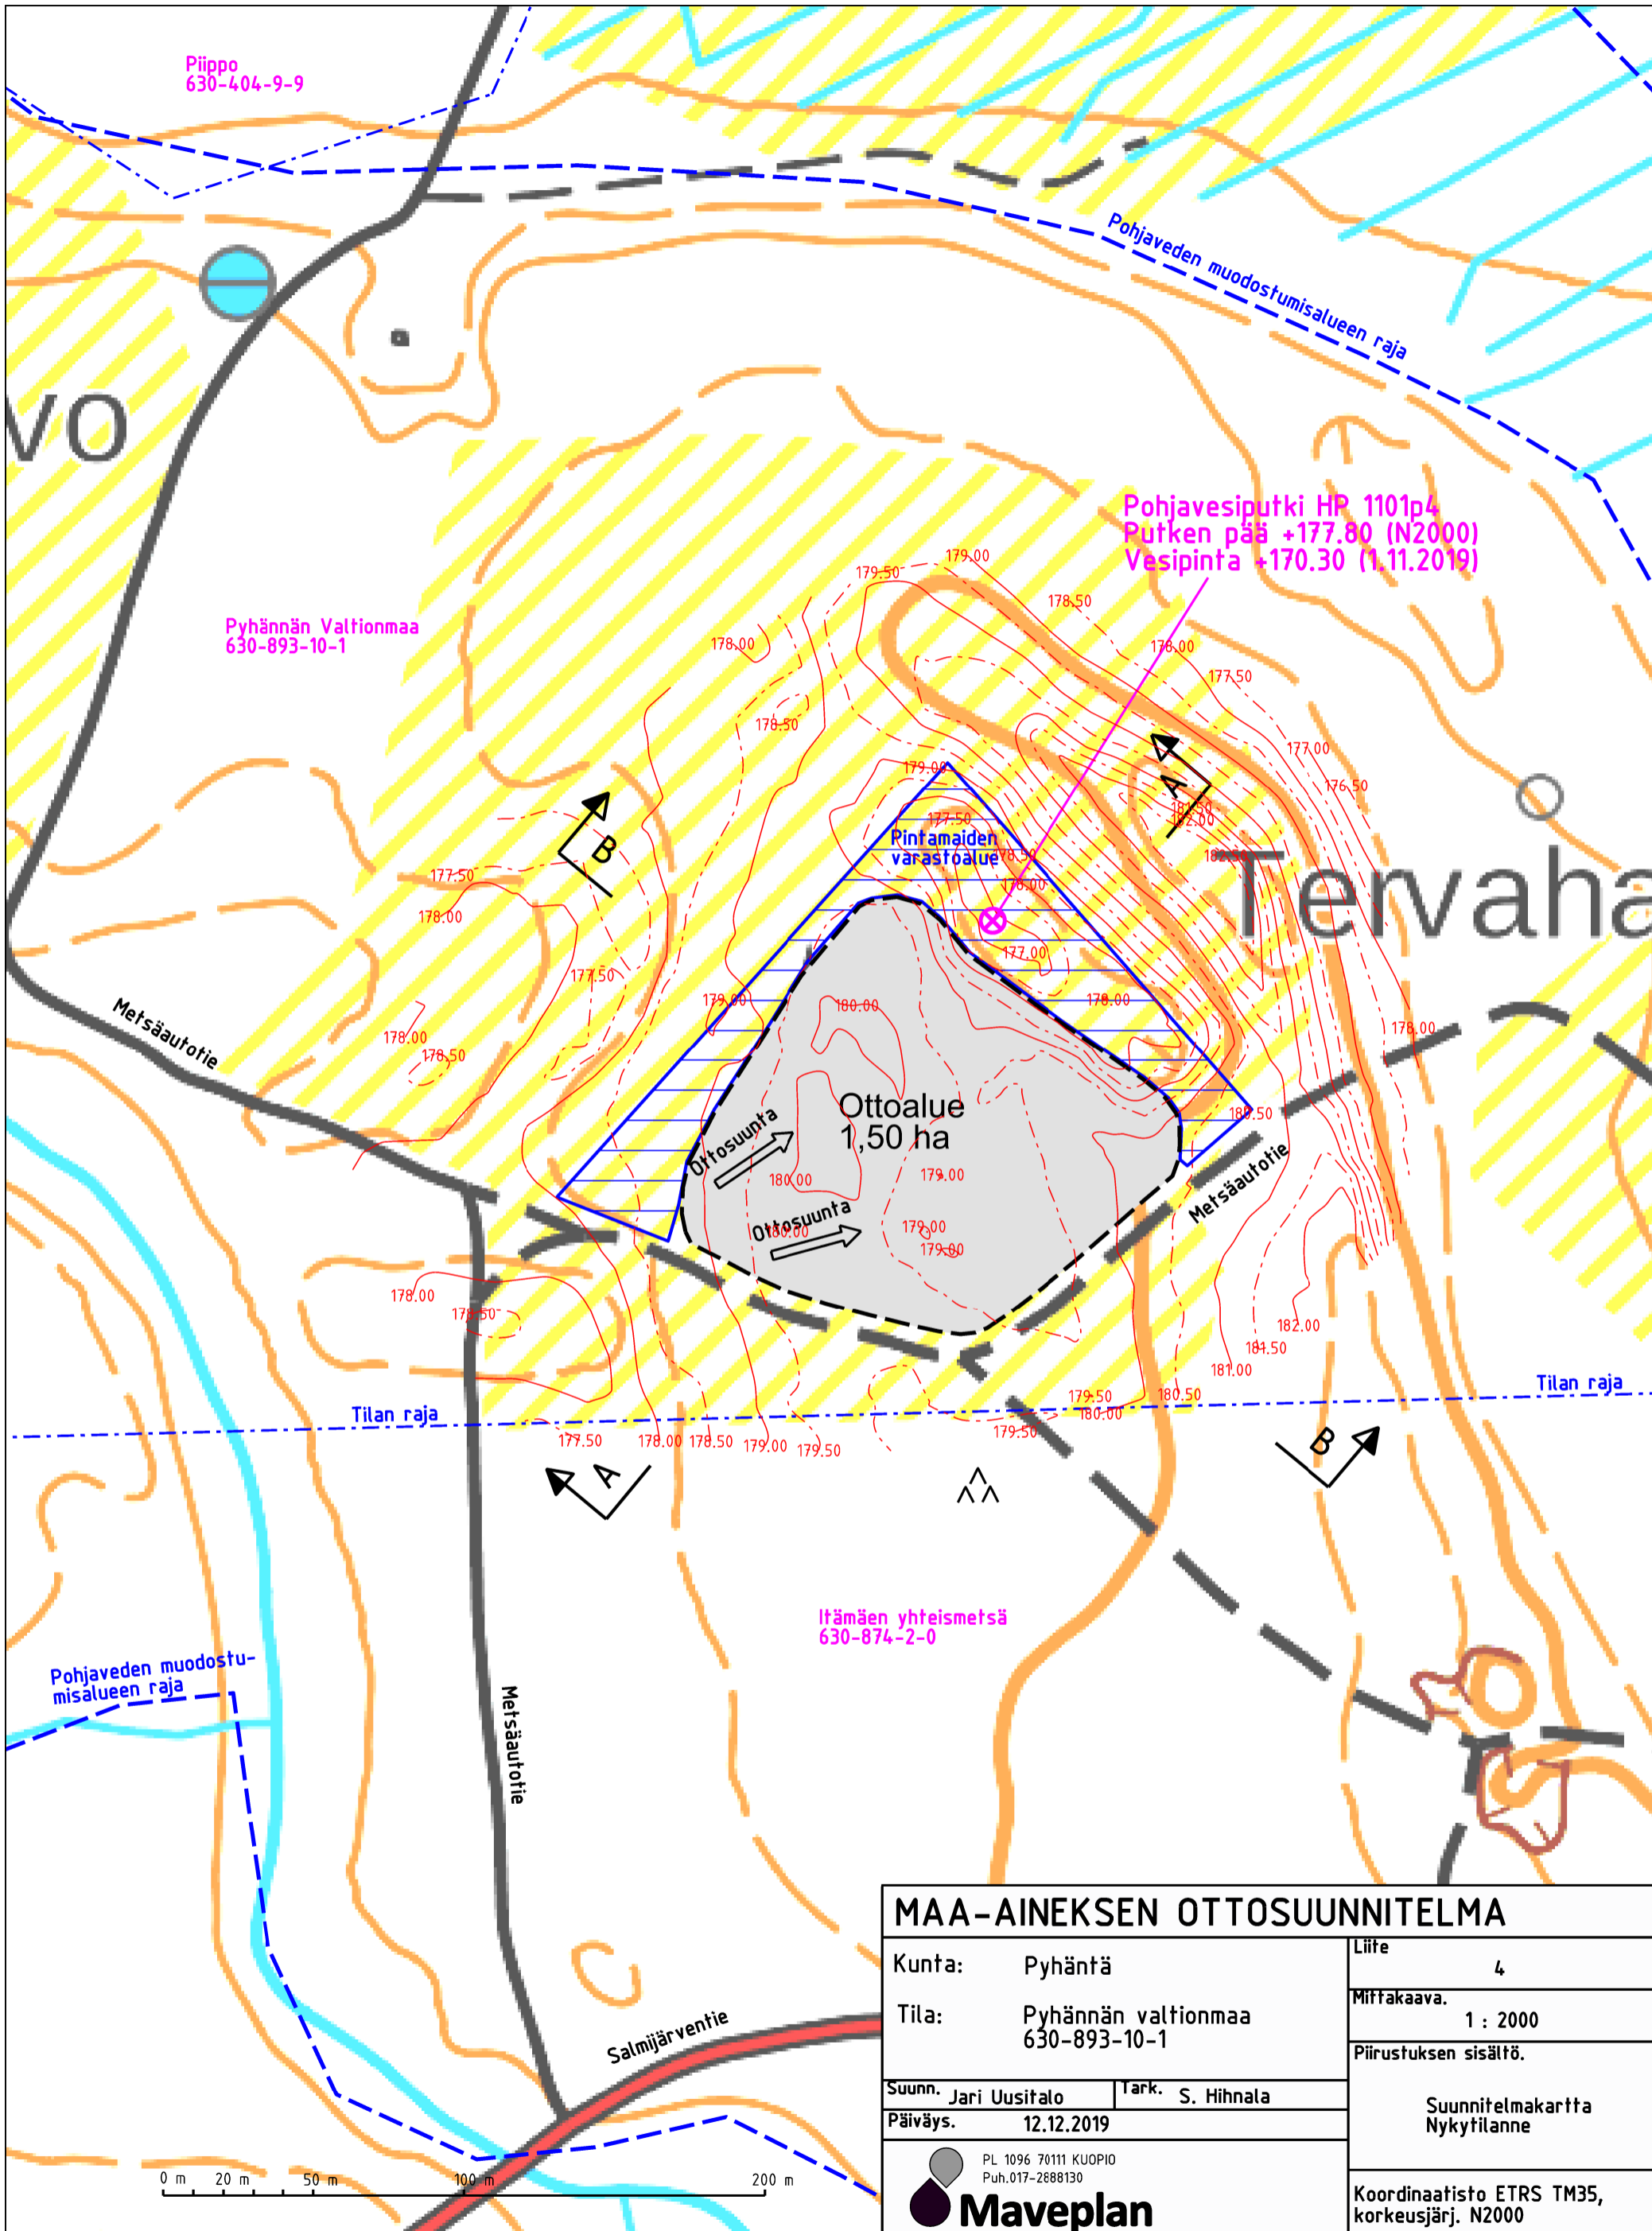 Piippo
630-404-9-9
Pohjaveden muodostumisalueen raja
vo
Pohjavesiputki HP 1101p4
Putken pää +177.80 (N2000)
Vesipinta +170.30 (1.11.2019)
179.00
179.50
178.50
Pyhännän Valtionmaa
630-893-10-1
178.00
178.00
177.50
178.50
177.00
179.00
176.50
A
181.50
182.00
177.50
Pintamaiden
varastoalue
178.50
182.50
B
177.50
178.00
178.00
Tervaha
177.00
177.50
179.00
180.00
178.00
178.00
Metsäautotie
178.00
178.50
Ottoalue
1,50 ha
180.50
Ottosuunta
180.00
179.00
Metsäautotie
Ottosuunta
180.00
179.00
179.00
178.00
178.50
182.00
181.50
181.00
Tilan raja
179.50
180.50
180.00
Tilan raja
177.50
178.00
178.50
179.00
179.50
179.50
B
A
Itämäen yhteismetsä
630-874-2-0
Pohjaveden muodostu-
misalueen raja
Metsäautotie
Salmijärventie
0 m
20 m
50 m
100 m
200 m
MAA-AINEKSEN OTTOSUUNNITELMA
Kunta: Pyhäntä
Liite
4
Mittakaava.
1 : 2000
Tila: Pyhännän valtionmaa
630-893-10-1
Piirustuksen sisältö.
Suunnitelmakartta
Nykytilanne
Suunn. Jari Uusitalo
Tark. S. Hihnala
Päiväys. 12.12.2019
PL 1096 70111 KUOPIO
Puh.017-2888130
Maveplan
Koordinaatisto ETRS TM35,
korkeusjärj. N2000